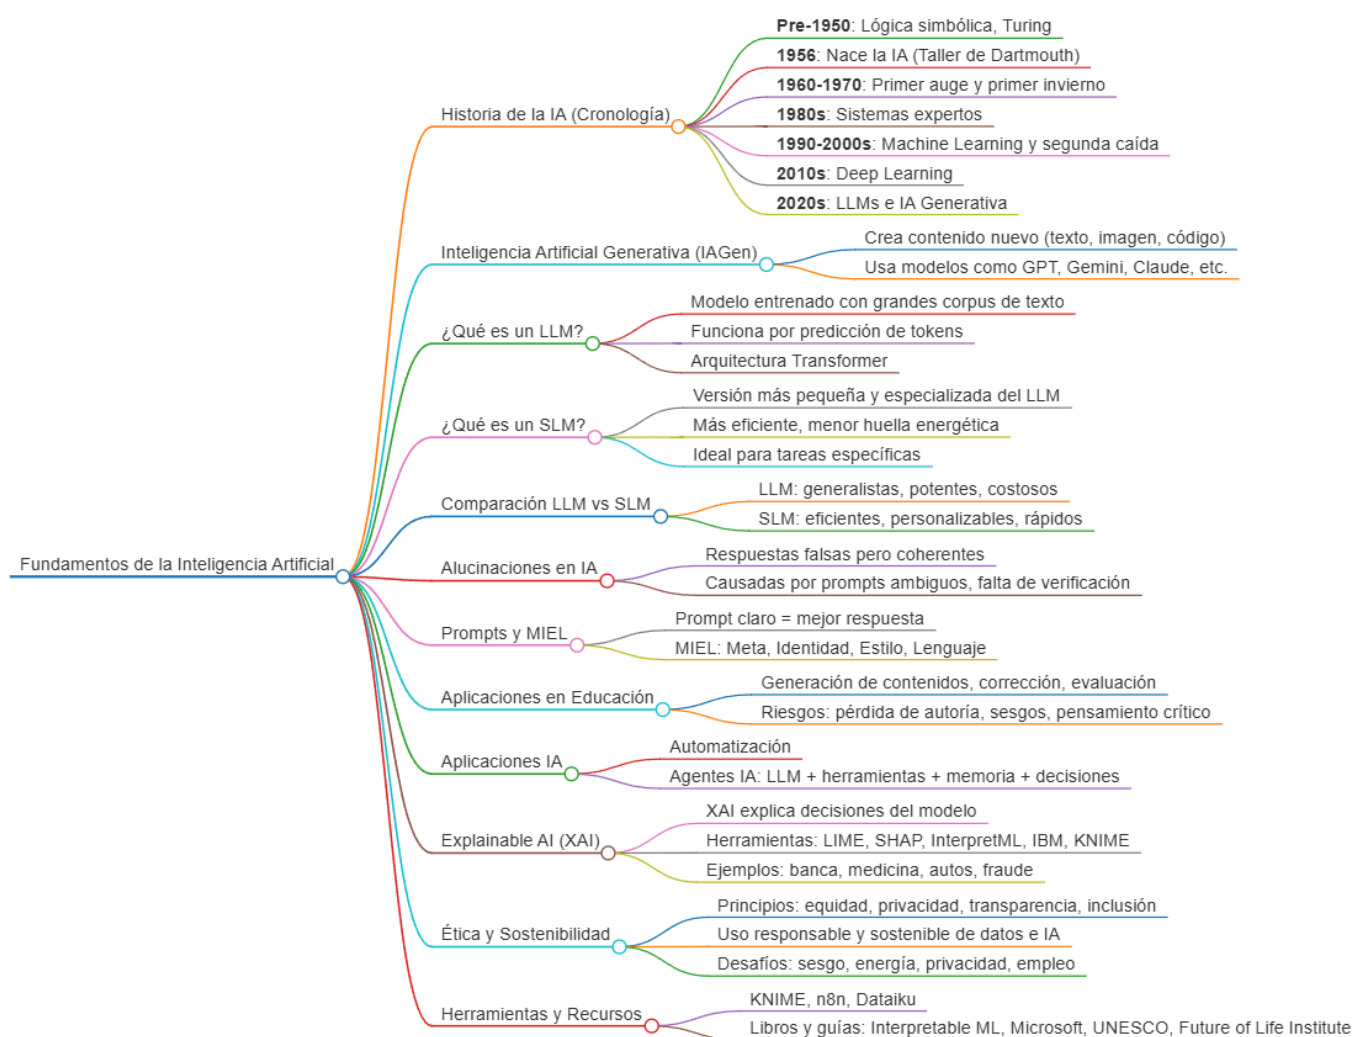 Fundamentos de la Inteligencia Artificial
Historia de la IA (Cronología)
Pre-1950: Lógica simbólica, Turing
1956: Nace la IA (Taller de Dartmouth)
1960-1970: Primer auge y primer invierno
1980s: Sistemas expertos
1990-2000s: Machine Learning y segunda caída
2010s: Deep Learning
2020s: LLMs e IA Generativa
Inteligencia Artificial Generativa (IAGen)
Crea contenido nuevo (texto, imagen, código)
Usa modelos como GPT, Gemini, Claude, etc.
¿Qué es un LLM?
Modelo entrenado con grandes corpus de texto
Funciona por predicción de tokens
Arquitectura Transformer
¿Qué es un SLM?
Versión más pequeña y especializada del LLM
Más eficiente, menor huella energética
Ideal para tareas específicas
Comparación LLM vs SLM
LLM: generalistas, potentes, costosos
SLM: eficientes, personalizables, rápidos
Alucinaciones en IA
Respuestas falsas pero coherentes
Causadas por prompts ambiguos, falta de verificación
Prompts y MIEL
Prompt claro = mejor respuesta
MIEL: Meta, Identidad, Estilo, Lenguaje
Aplicaciones en Educación
Generación de contenidos, corrección, evaluación
Riesgos: pérdida de autoría, sesgos, pensamiento crítico
Aplicaciones IA
Automatización
Agentes IA: LLM + herramientas + memoria + decisiones
Explainable AI (XAI)
XAI explica decisiones del modelo
Herramientas: LIME, SHAP, InterpretML, IBM, KNIME
Ejemplos: banca, medicina, autos, fraude
Ética y Sostenibilidad
Principios: equidad, privacidad, transparencia, inclusión
Uso responsable y sostenible de datos e IA
Desafíos: sesgo, energía, privacidad, empleo
Herramientas y Recursos
KNIME, n8n, Dataiku
Libros y guías: Interpretable ML, Microsoft, UNESCO, Future of Life Institute